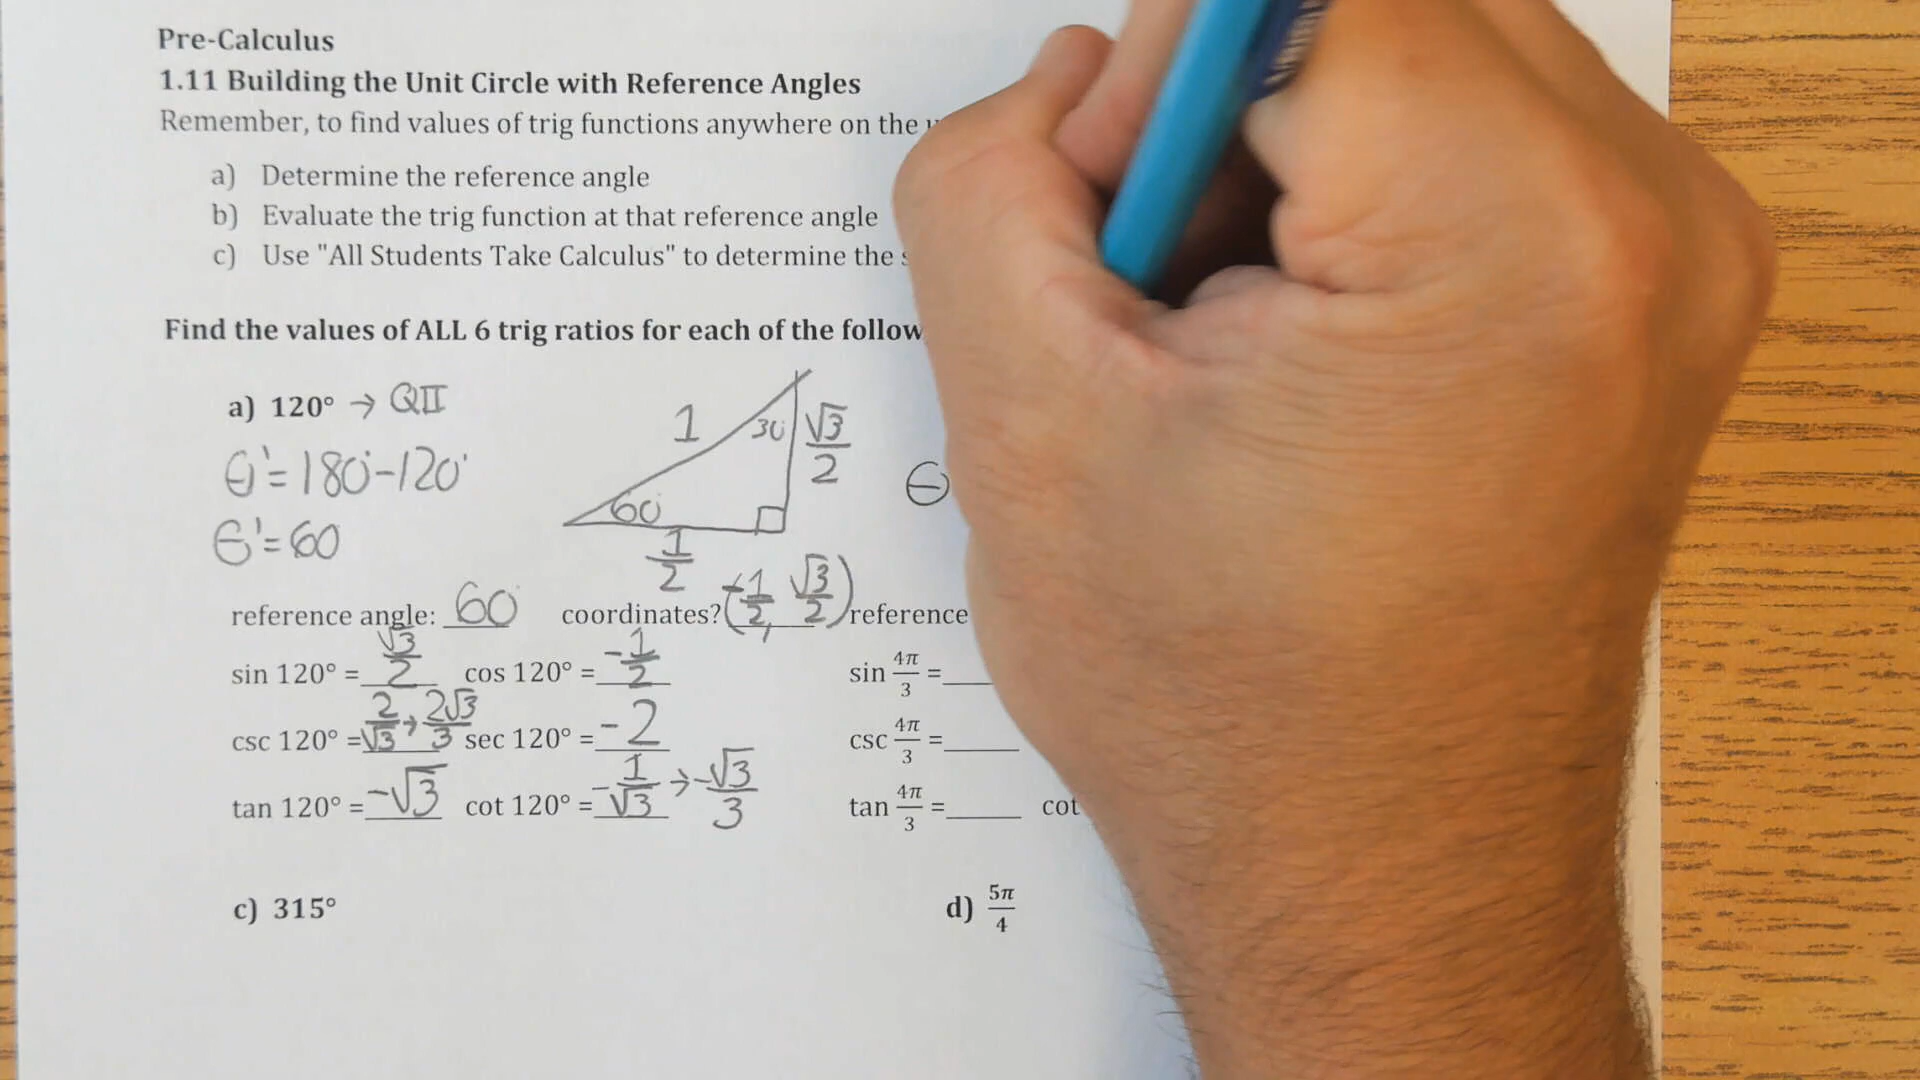 Pre-Calculus
1.11 Building the Unit Circle with Reference Angles
Remember, to find values of trig functions anywhere on the
a) Determine the reference angle
b) Evaluate the trig function at that reference angle
c) Use "All Students Take Calculus" to determine the
Find the values of ALL 6 trig ratios for each of the
a) 120° → QII
θ'=180°-120°
θ'=60
1
30
√3/2
60
1/2
θ
reference angle: 60 coordinates? (-1/2, √3/2) reference
sin 120° = √3/2 cos 120° = -1/2 sin 4π/3 = ____
csc 120° = 2/√3 → 2√3/3 sec 120° = -2 csc 4π/3 = ____
tan 120° = -√3 cot 120° = -1/√3 → -√3/3 tan 4π/3 = ____ cot
c) 315° d) 5π/4